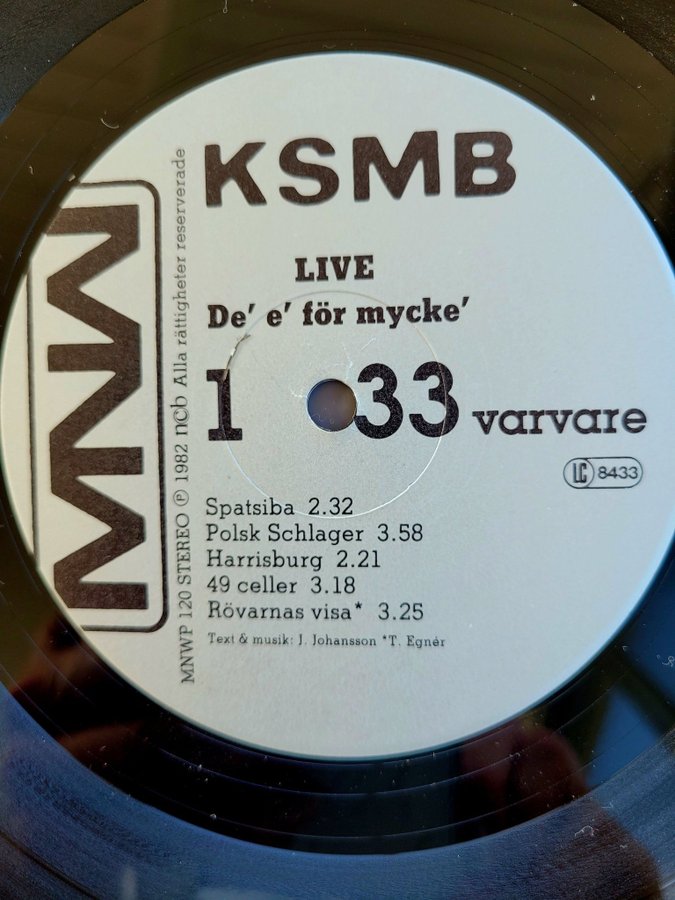 KSMB
LIVE
De' e' för mycke'
1 33 varvare
LC 8433
Spatsiba 2.32
Polsk Schlager 3.58
Harrisburg 2.21
49 celler 3.18
Rövarnas visa* 3.25
Text & musik: J. Johansson *T. Egnér
MNWP 120 STEREO ℗ 1982 ncb Alla rättigheter reserverade
MNW